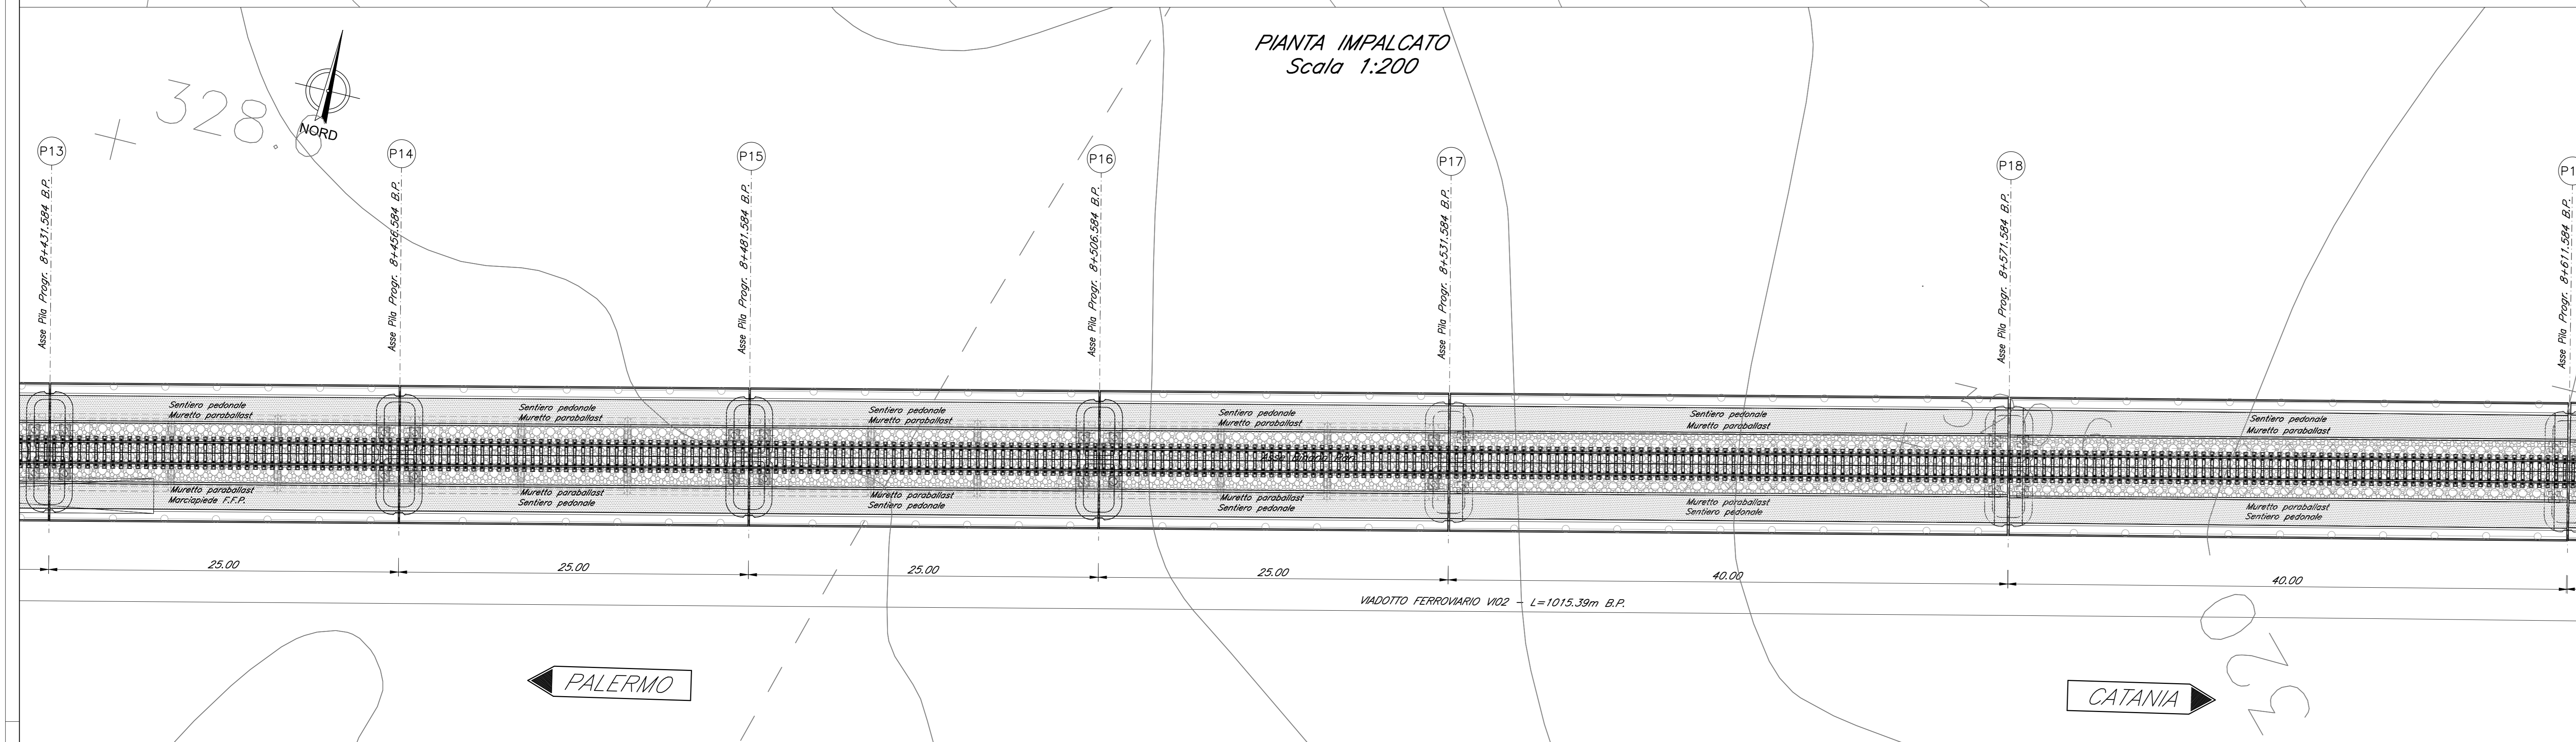 PIANTA IMPALCATO
Scala 1:200
NORD
+ 328.8
P13
P14
P15
P16
P17
P18
Asse Pila Progr. 8+431.584 B.P.
Asse Pila Progr. 8+456.584 B.P.
Asse Pila Progr. 8+481.584 B.P.
Asse Pila Progr. 8+506.584 B.P.
Asse Pila Progr. 8+531.584 B.P.
Asse Pila Progr. 8+571.584 B.P.
Asse Pila Progr. 8+611.584 B.P.
Sentiero pedonale
Muretto paraballast
Sentiero pedonale
Muretto paraballast
Sentiero pedonale
Muretto paraballast
Sentiero pedonale
Muretto paraballast
Sentiero pedonale
Muretto paraballast
Sentiero pedonale
Muretto paraballast
Asse Binario Pari
Muretto paraballast
Marciapiede F.F.P.
Muretto paraballast
Sentiero pedonale
Muretto paraballast
Sentiero pedonale
Muretto paraballast
Sentiero pedonale
Muretto paraballast
Sentiero pedonale
Muretto paraballast
Sentiero pedonale
25.00
25.00
25.00
25.00
40.00
40.00
VIADOTTO FERROVIARIO VI02 - L=1015.39m B.P.
PALERMO
CATANIA
320